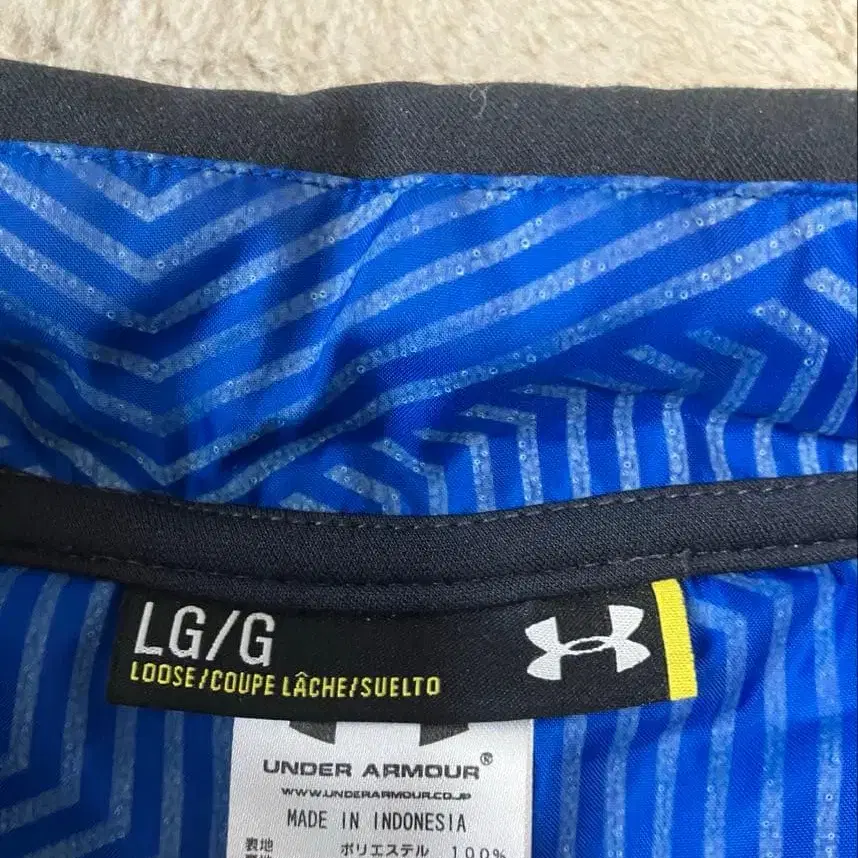 LG/G
LOOSE/COUPE LÂCHE/SUELTO
UNDER ARMOUR®
WWW.UNDERARMOUR.CO.JP
MADE IN INDONESIA
表地 ポリエステル 100%